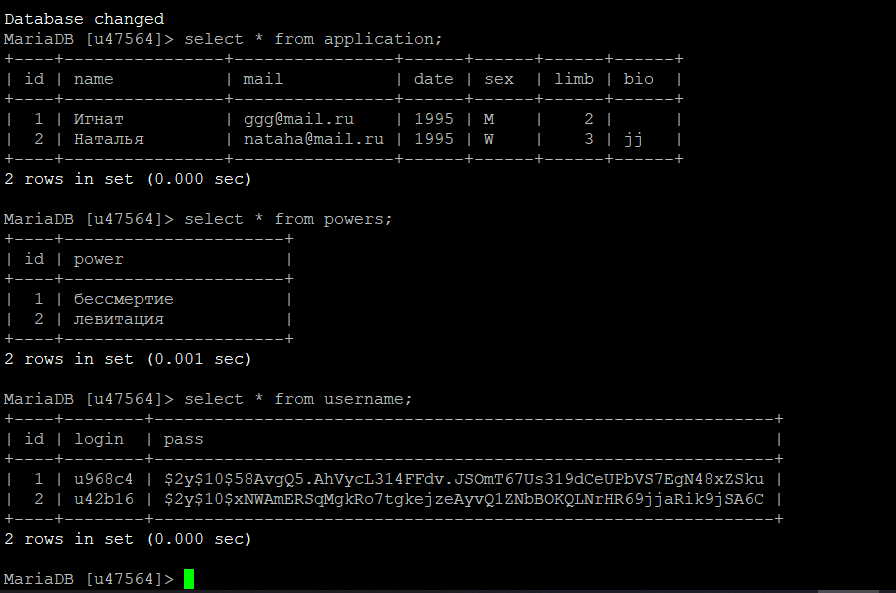 Database changed
MariaDB [u47564]> select * from application;
+----+----------------+----------------+------+------+------+------+
| id | name           | mail           | date | sex  | limb | bio  |
+----+----------------+----------------+------+------+------+------+
|  1 | Игнат          | ggg@mail.ru    | 1995 | M    |    2 |      |
|  2 | Наталья        | nataha@mail.ru | 1995 | W    |    3 | jj   |
+----+----------------+----------------+------+------+------+------+
2 rows in set (0.000 sec)
MariaDB [u47564]> select * from powers;
+----+----------------------+
| id | power                |
+----+----------------------+
|  1 | бессмертие           |
|  2 | левитация            |
+----+----------------------+
2 rows in set (0.001 sec)
MariaDB [u47564]> select * from username;
+----+--------+--------------------------------------------------------------+
| id | login  | pass                                                         |
+----+--------+--------------------------------------------------------------+
|  1 | u968c4 | $2y$10$58AvgQ5.AhVycL314FFdv.JSOmT67Us319dCeUPbVS7EgN48xZSku |
|  2 | u42b16 | $2y$10$xNWAmERSqMgkRo7tgkejzeAyvQ1ZNbBOKQLNrHR69jjaRik9jSA6C |
+----+--------+--------------------------------------------------------------+
2 rows in set (0.000 sec)
MariaDB [u47564]>